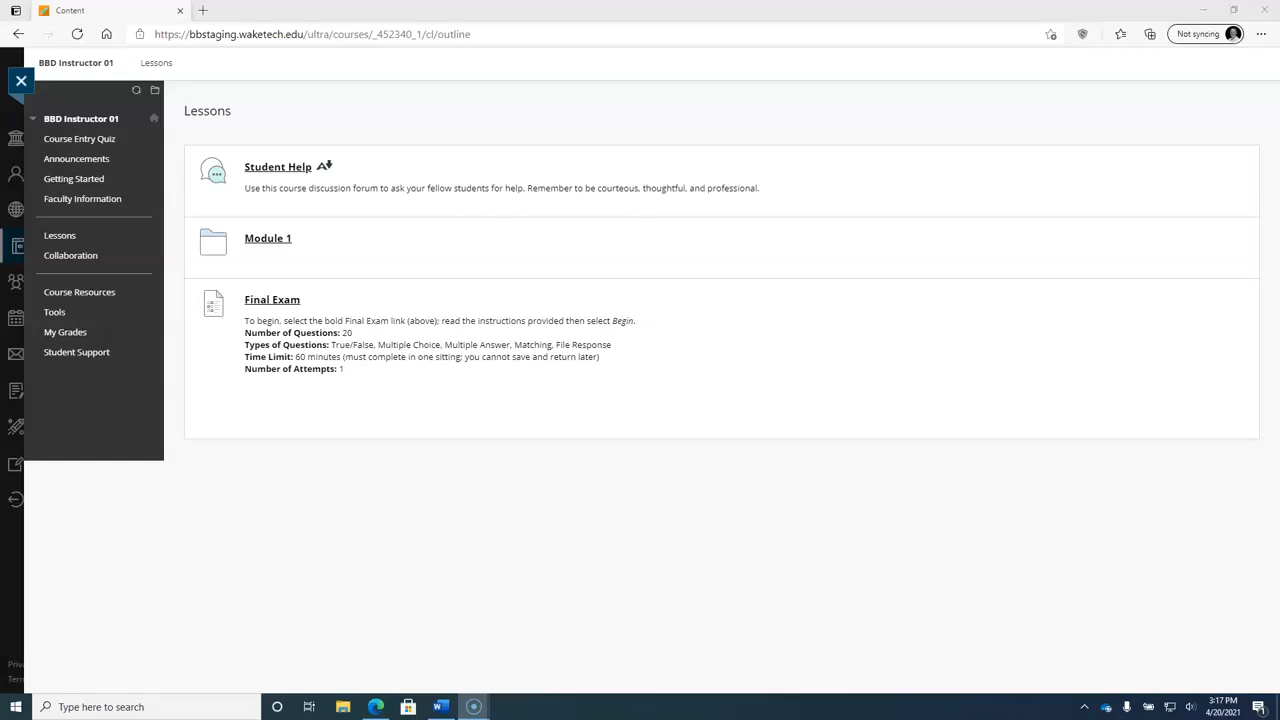 Content
https://bbstaging.waketech.edu/ultra/courses/_452340_1/cl/outline
Not syncing
BBD Instructor 01
Lessons
BBD Instructor 01
Course Entry Quiz
Announcements
Getting Started
Faculty Information
Lessons
Collaboration
Course Resources
Tools
My Grades
Student Support
Lessons
Student Help
Use this course discussion forum to ask your fellow students for help. Remember to be courteous, thoughtful, and professional.
Module 1
Final Exam
To begin, select the bold Final Exam link (above); read the instructions provided then select Begin.
Number of Questions: 20
Types of Questions: True/False, Multiple Choice, Multiple Answer, Matching, File Response
Time Limit: 60 minutes (must complete in one sitting; you cannot save and return later)
Number of Attempts: 1
Type here to search
3:17 PM
4/20/2021